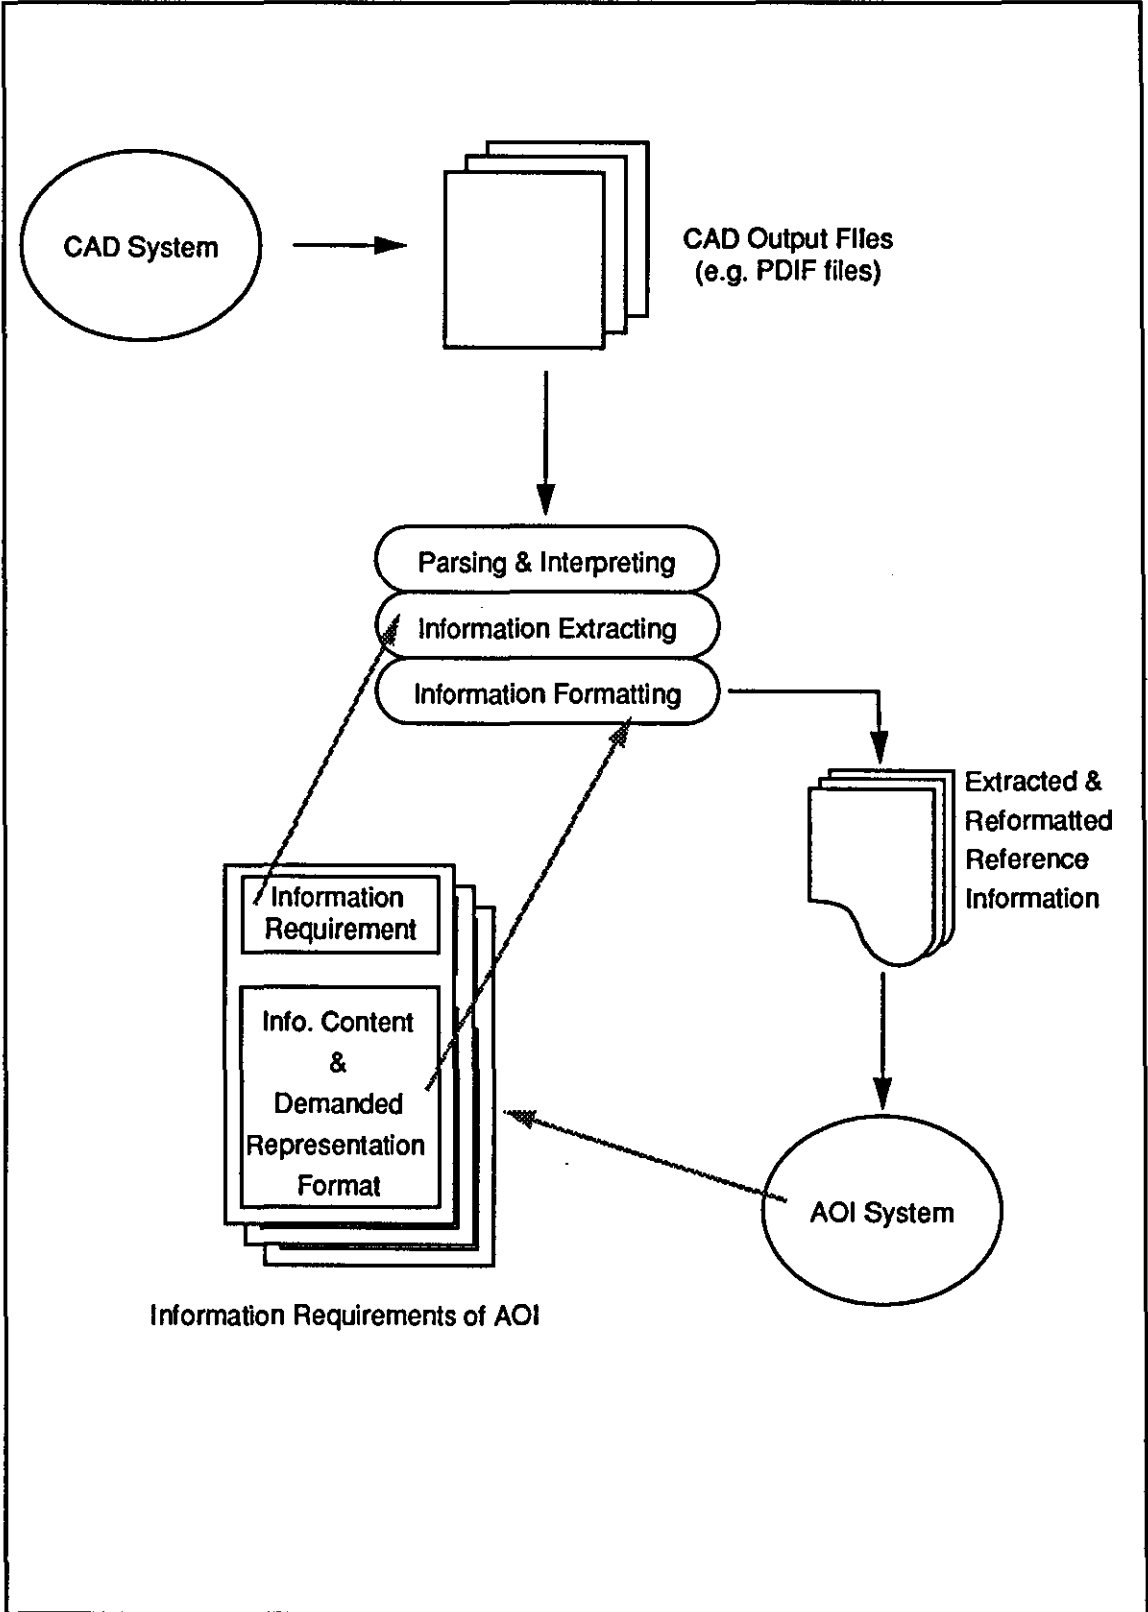 CAD System
CAD Output Files
(e.g. PDIF files)
Parsing & Interpreting
Information Extracting
Information Formatting
Extracted &
Reformatted
Reference
Information
Information
Requirement
Info. Content
&
Demanded
Representation
Format
AOI System
Information Requirements of AOI